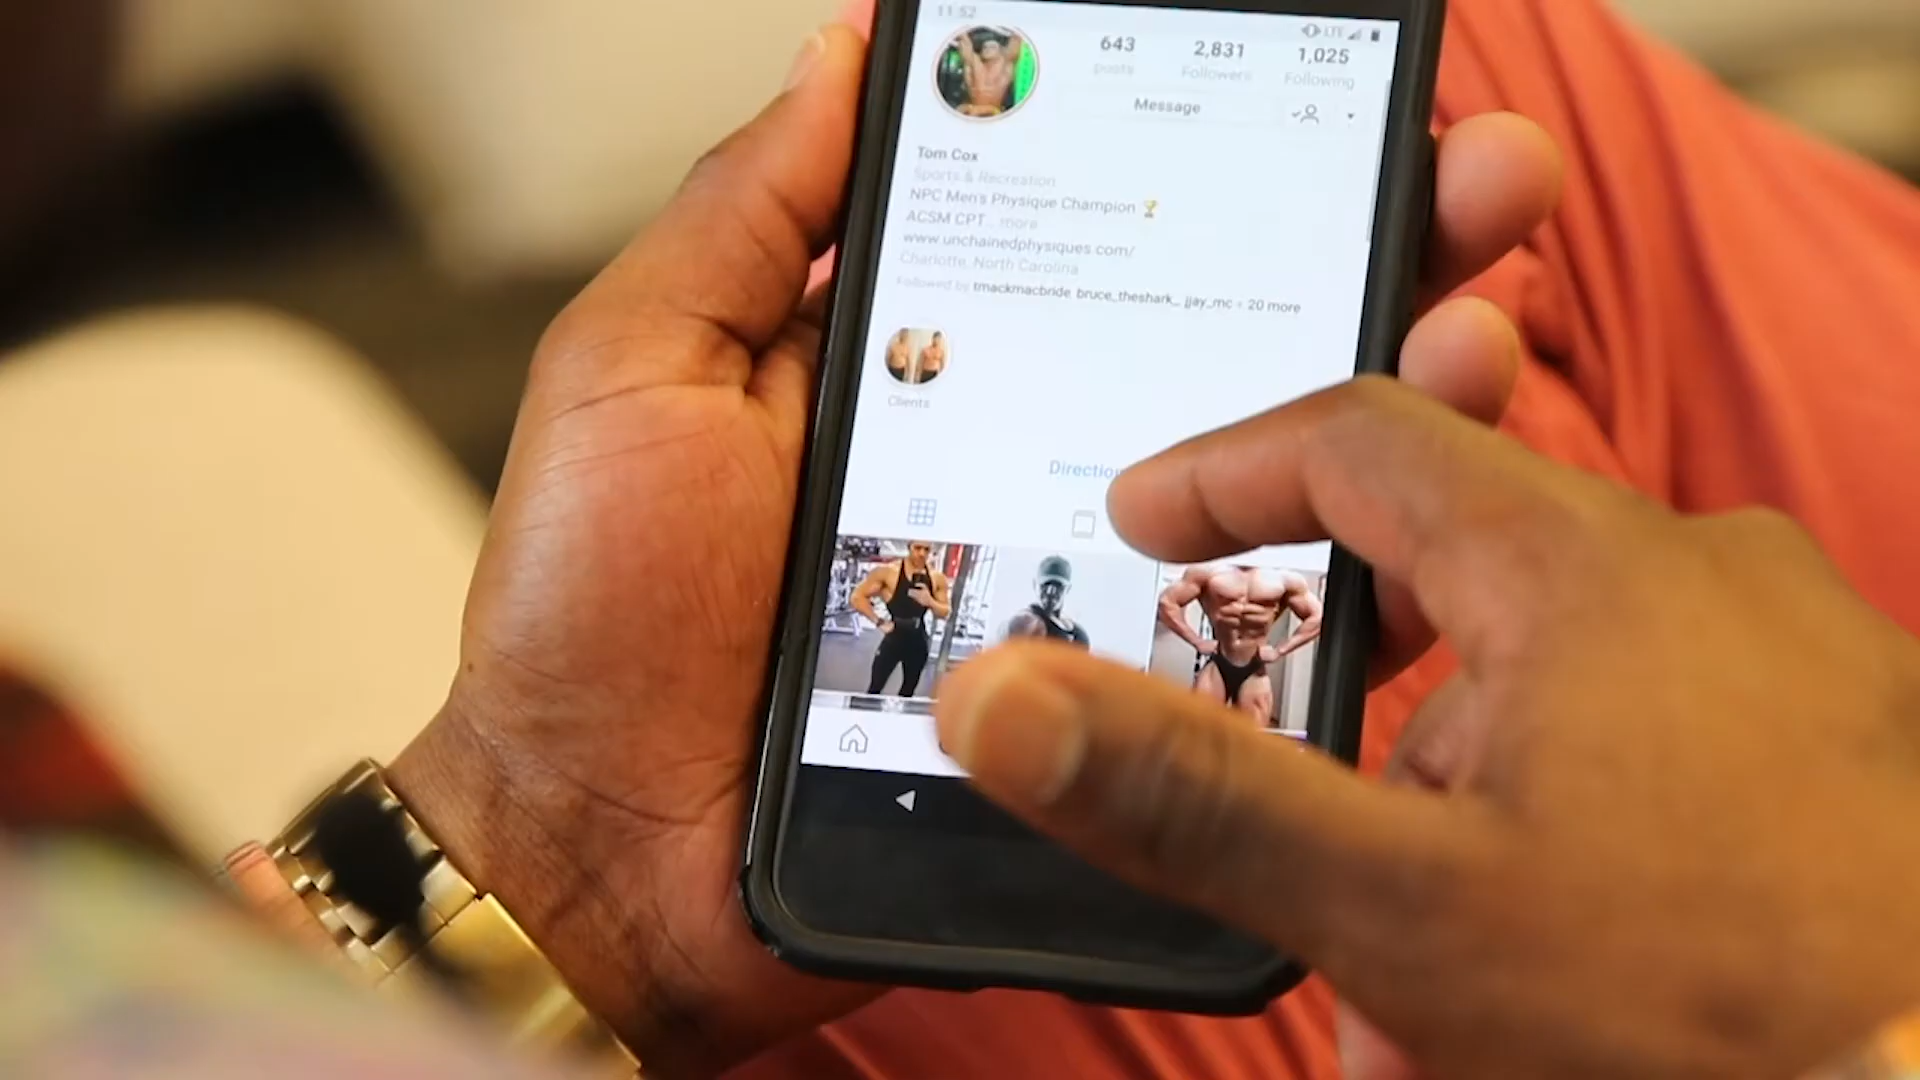 11:52
LTE
643 2,831 1,025
posts Followers Following
Message
Tom Cox
Sports & Recreation
NPC Men's Physique Champion 🏆
ACSM CPT... more
www.unchainedphysiques.com/
Charlotte, North Carolina
Followed by tmackmacbride, bruce_theshark_, jjay_mc + 20 more
Clients
Direction